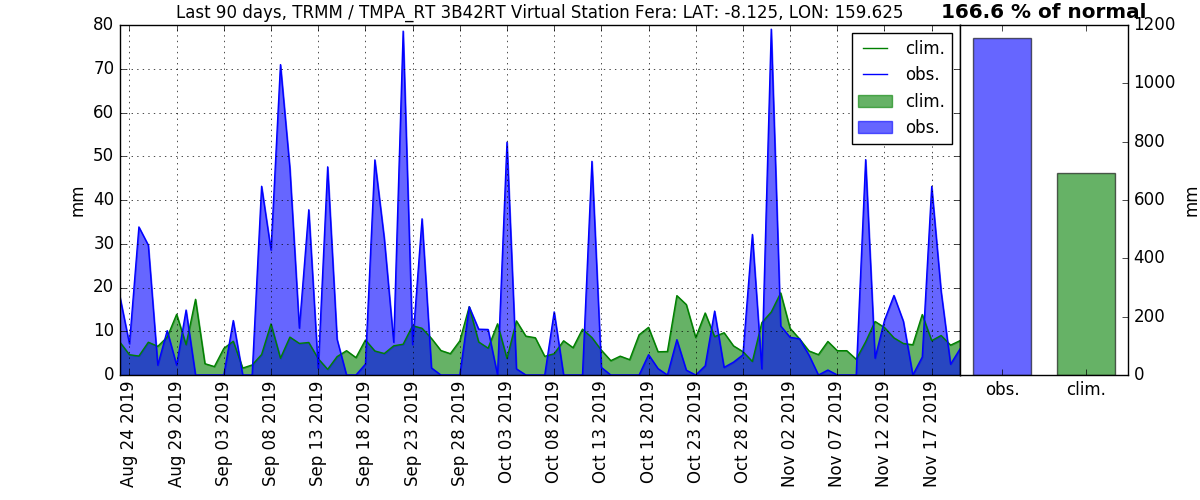 Last 90 days, TRMM / TMPA_RT 3B42RT Virtual Station Fera: LAT: -8.125, LON: 159.625
166.6 % of normal
80
70
60
50
40
30
20
10
0
mm
clim.
obs.
clim.
obs.
Aug 24 2019
Aug 29 2019
Sep 03 2019
Sep 08 2019
Sep 13 2019
Sep 18 2019
Sep 23 2019
Sep 28 2019
Oct 03 2019
Oct 08 2019
Oct 13 2019
Oct 18 2019
Oct 23 2019
Oct 28 2019
Nov 02 2019
Nov 07 2019
Nov 12 2019
Nov 17 2019
1200
1000
800
600
400
200
0
mm
obs.
clim.